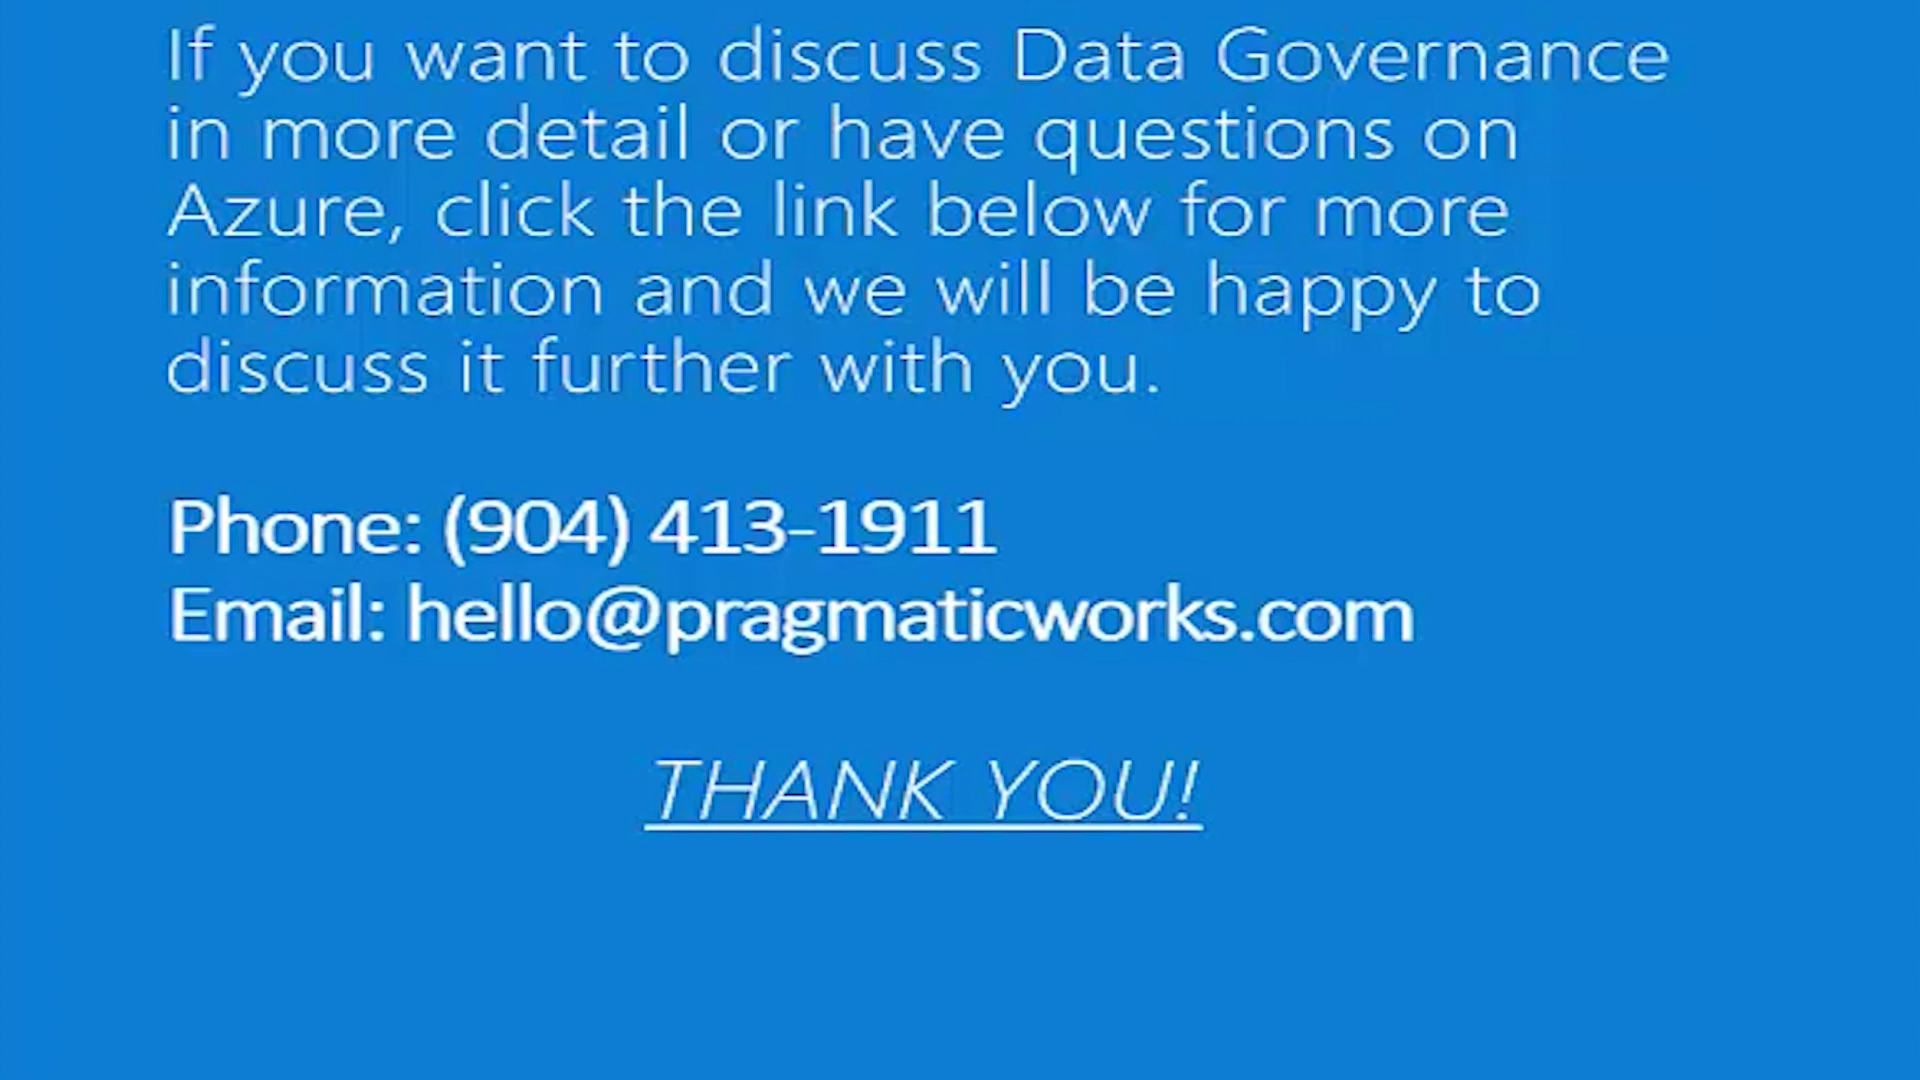 If you want to discuss Data Governance
in more detail or have questions on
Azure, click the link below for more
information and we will be happy to
discuss it further with you.
Phone: (904) 413-1911
Email: hello@pragmaticworks.com
THANK YOU!